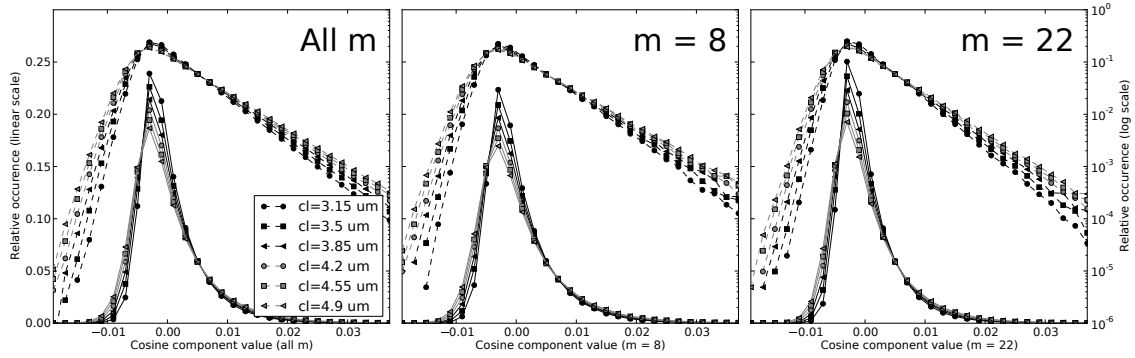 All m
m = 8
m = 22
Relative occurence (linear scale)
0.25
0.20
0.15
0.10
0.05
0.00
cl=3.15 um
cl=3.5 um
cl=3.85 um
cl=4.2 um
cl=4.55 um
cl=4.9 um
10^0
10^-1
10^-2
10^-3
10^-4
10^-5
10^-6
Relative occurence (log scale)
−0.01 0.00 0.01 0.02 0.03
−0.01 0.00 0.01 0.02 0.03
−0.01 0.00 0.01 0.02 0.03
Cosine component value (all m)
Cosine component value (m = 8)
Cosine component value (m = 22)